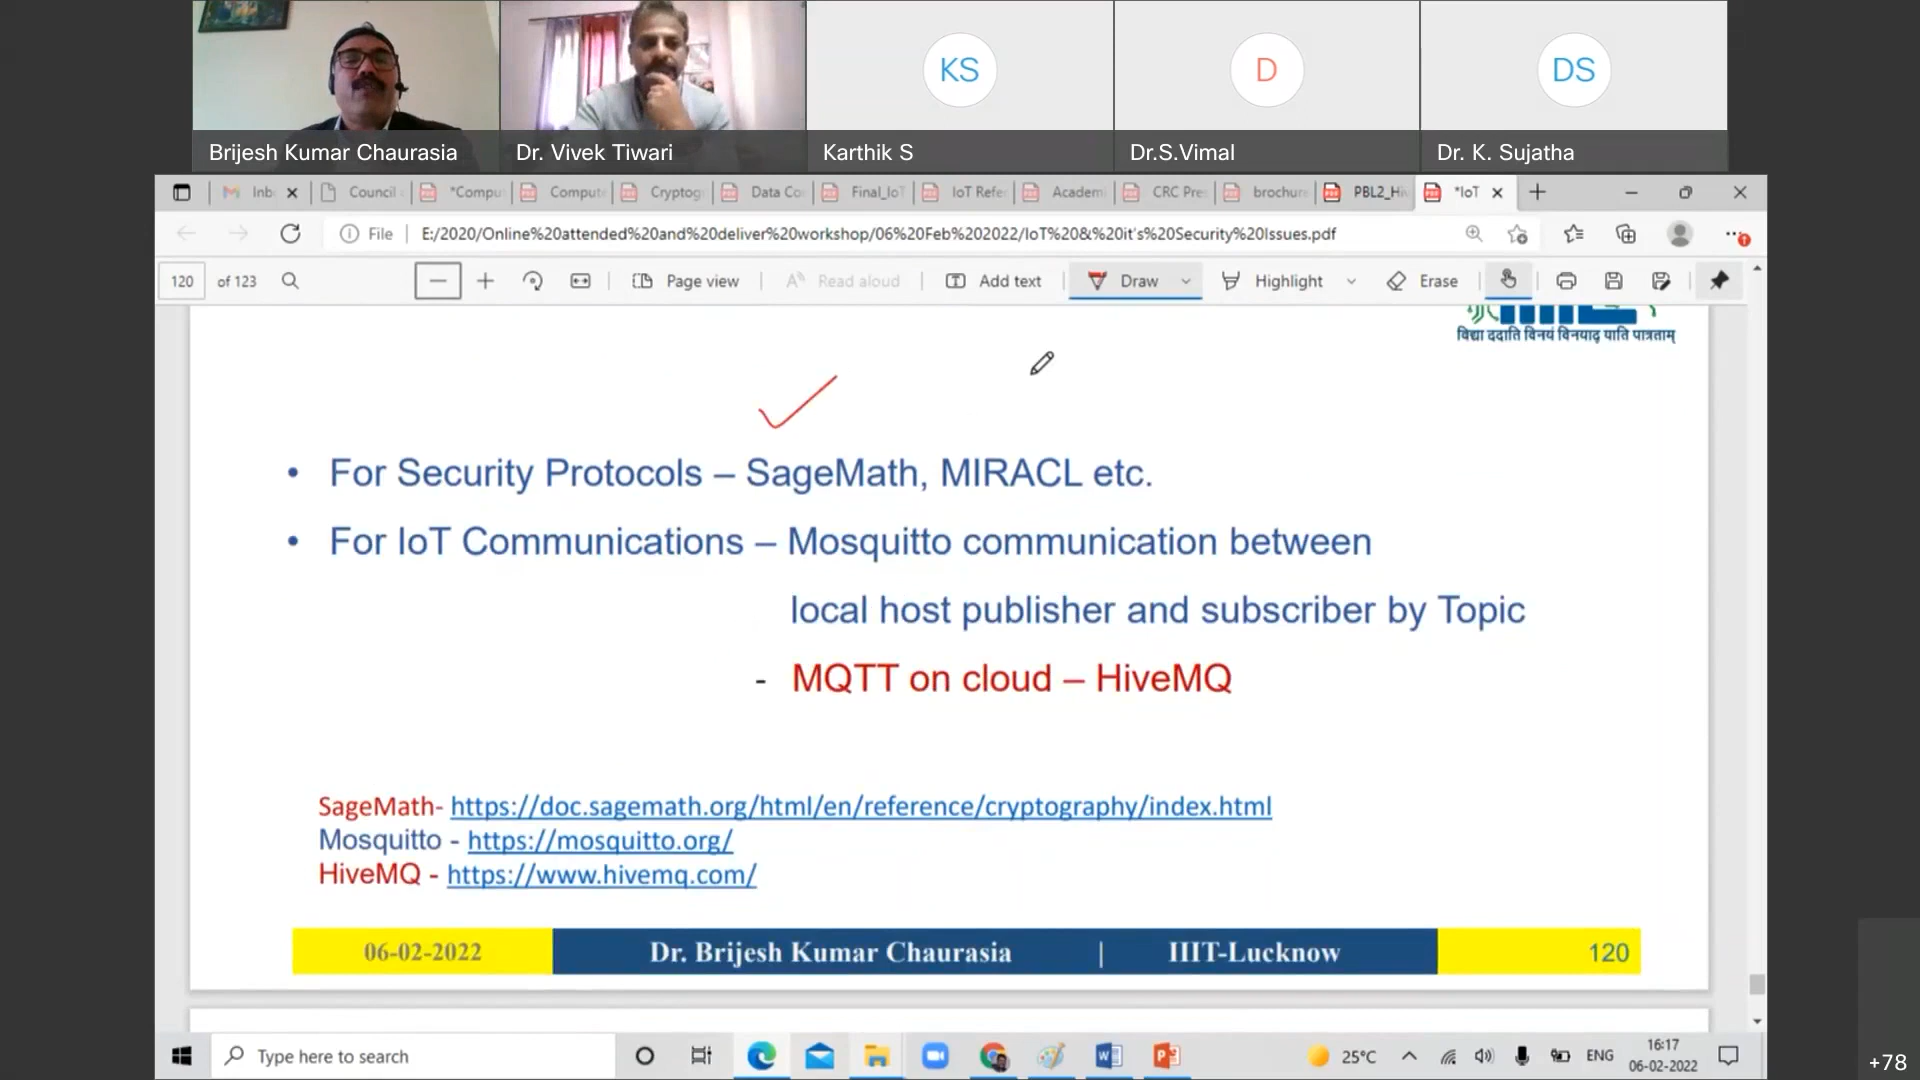 KS
D
DS
Brijesh Kumar Chaurasia
Dr. Vivek Tiwari
Karthik S
Dr.S.Vimal
Dr. K. Sujatha
Inb
Council
*Compu
Compute
Cryptog
Data Co
Final_IoT
IoT Refe
Academi
CRC Pre
brochure
PBL2_Hiv
*IoT
File
E:/2020/Online%20attended%20and%20deliver%20workshop/06%20Feb%202022/IoT%20&%20it's%20Security%20Issues.pdf
120 of 123
Page view
Read aloud
Add text
Draw
Highlight
Erase
विद्या ददाति विनयं विनयाद् याति पात्रताम्
• For Security Protocols – SageMath, MIRACL etc.
• For IoT Communications – Mosquitto communication between
local host publisher and subscriber by Topic
- MQTT on cloud – HiveMQ
SageMath- https://doc.sagemath.org/html/en/reference/cryptography/index.html
Mosquitto - https://mosquitto.org/
HiveMQ - https://www.hivemq.com/
06-02-2022 Dr. Brijesh Kumar Chaurasia | IIIT-Lucknow 120
Type here to search
25°C
ENG
16:17
06-02-2022
+78